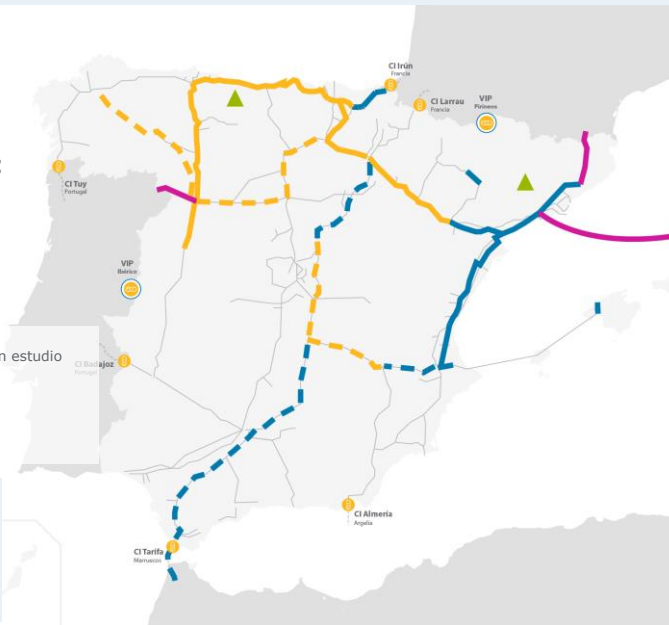 CI Irún
Francia
CI Larrau
Francia
VIP
Pirineos
CI Tuy
Portugal
VIP
Ibérico
n estudio
CI Badajoz
Portugal
CI Almería
Argelia
CI Tarifa
Marruecos